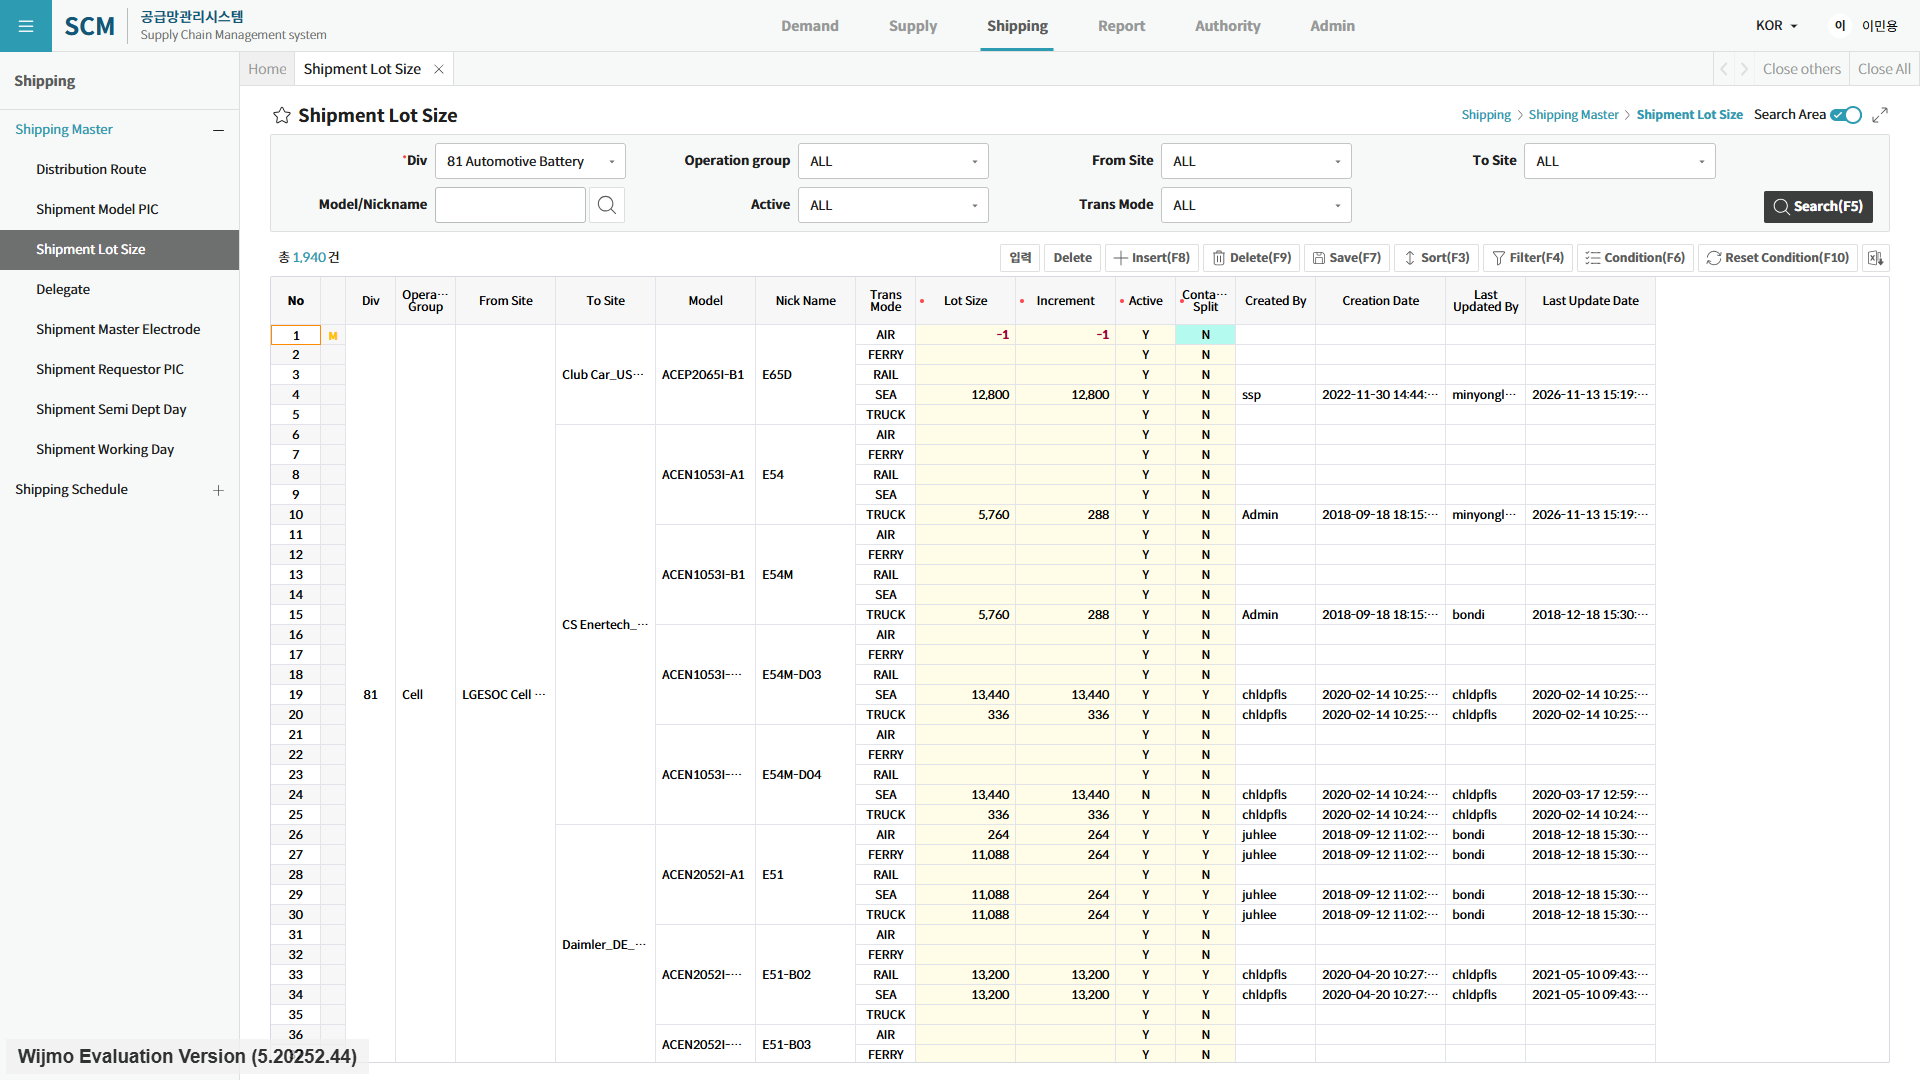 SCM
공급망관리시스템
Supply Chain Management system
Demand Supply Shipping Report Authority Admin
KOR 이 이민용
Shipping
Home Shipment Lot Size
Close others Close All
Shipping Master
Distribution Route
Shipment Model PIC
Shipment Lot Size
Delegate
Shipment Master Electrode
Shipment Requestor PIC
Shipment Semi Dept Day
Shipment Working Day
Shipping Schedule
Shipment Lot Size
Shipping > Shipping Master > Shipment Lot Size Search Area
*Div 81 Automotive Battery Operation group ALL From Site ALL To Site ALL
Model/Nickname Active ALL Trans Mode ALL Search(F5)
총 1,940 건
입력 Delete Insert(F8) Delete(F9) Save(F7) Sort(F3) Filter(F4) Condition(F6) Reset Condition(F10)
No Div Opera··· Group From Site To Site Model Nick Name Trans Mode Lot Size Increment Active Conta··· Split Created By Creation Date Last Updated By Last Update Date
1 M AIR -1 -1 Y N
2 FERRY Y N
3 Club Car_US··· ACEP2065I-B1 E65D RAIL Y N
4 SEA 12,800 12,800 Y N ssp 2022-11-30 14:44:··· minyongl··· 2026-11-13 15:19:···
5 TRUCK Y N
6 AIR Y N
7 FERRY Y N
8 ACEN1053I-A1 E54 RAIL Y N
9 SEA Y N
10 TRUCK 5,760 288 Y N Admin 2018-09-18 18:15:··· minyongl··· 2026-11-13 15:19:···
11 AIR Y N
12 FERRY Y N
13 ACEN1053I-B1 E54M RAIL Y N
14 SEA Y N
15 TRUCK 5,760 288 Y N Admin 2018-09-18 18:15:··· bondi 2018-12-18 15:30:···
CS Enertech_···
16 AIR Y N
17 FERRY Y N
18 ACEN1053I-··· E54M-D03 RAIL Y N
19 81 Cell LGESOC Cell ··· SEA 13,440 13,440 Y Y chldpfls 2020-02-14 10:25:··· chldpfls 2020-02-14 10:25:···
20 TRUCK 336 336 Y N chldpfls 2020-02-14 10:25:··· chldpfls 2020-02-14 10:25:···
21 AIR Y N
22 FERRY Y N
23 ACEN1053I-··· E54M-D04 RAIL Y N
24 SEA 13,440 13,440 N N chldpfls 2020-02-14 10:24:··· chldpfls 2020-03-17 12:59:···
25 TRUCK 336 336 Y N chldpfls 2020-02-14 10:24:··· chldpfls 2020-02-14 10:24:···
26 AIR 264 264 Y Y juhlee 2018-09-12 11:02:··· bondi 2018-12-18 15:30:···
27 FERRY 11,088 264 Y Y juhlee 2018-09-12 11:02:··· bondi 2018-12-18 15:30:···
28 ACEN2052I-A1 E51 RAIL Y N
29 SEA 11,088 264 Y Y juhlee 2018-09-12 11:02:··· bondi 2018-12-18 15:30:···
30 TRUCK 11,088 264 Y Y juhlee 2018-09-12 11:02:··· bondi 2018-12-18 15:30:···
31 AIR Y N
Daimler_DE_···
32 FERRY Y N
33 ACEN2052I-··· E51-B02 RAIL 13,200 13,200 Y Y chldpfls 2020-04-20 10:27:··· chldpfls 2021-05-10 09:43:···
34 SEA 13,200 13,200 Y Y chldpfls 2020-04-20 10:27:··· chldpfls 2021-05-10 09:43:···
35 TRUCK Y N
36 AIR Y N
ACEN2052I-··· E51-B03
FERRY Y N
Wijmo Evaluation Version (5.20252.44)